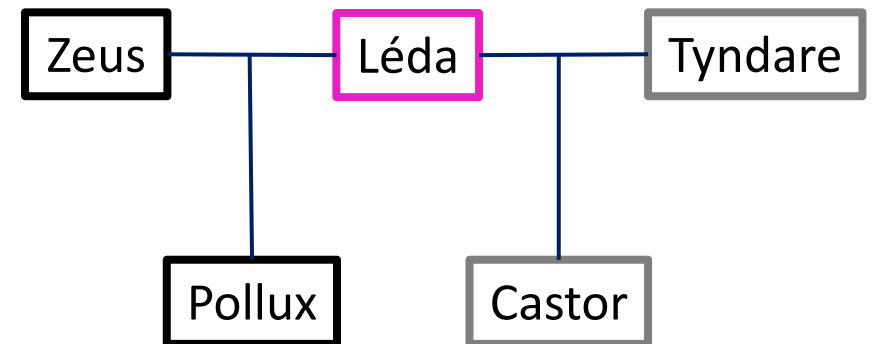 Zeus
Léda
Tyndare
Pollux
Castor